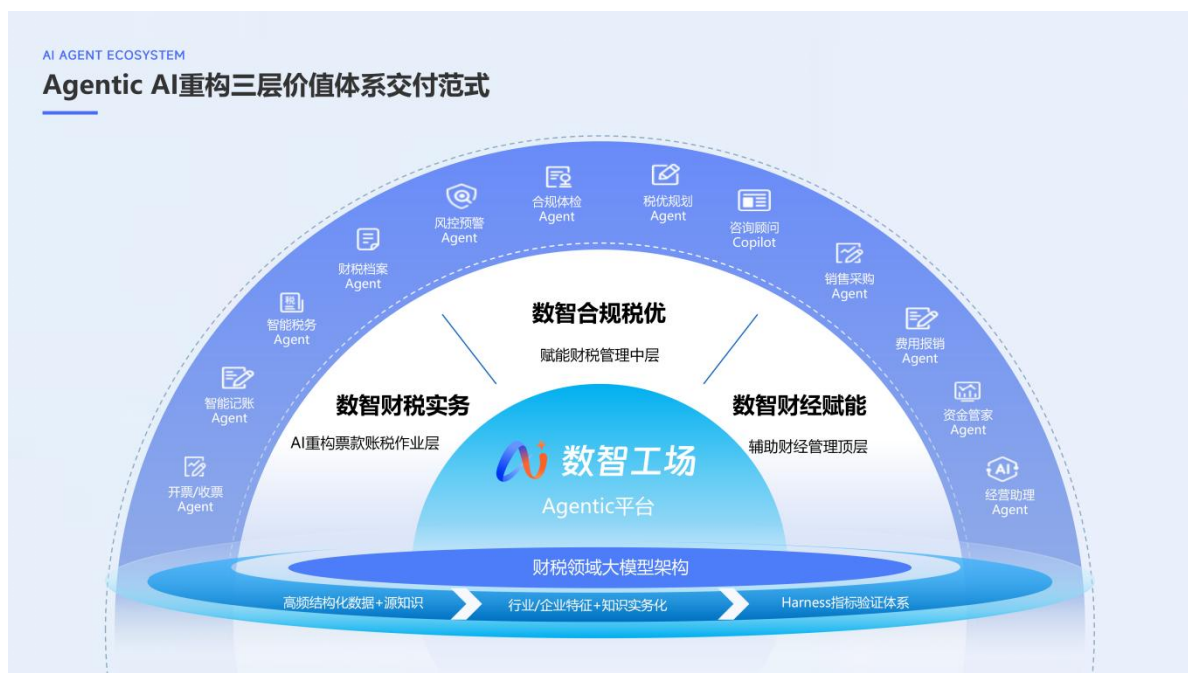 AI AGENT ECOSYSTEM
Agentic AI重构三层价值体系交付范式
开票/收票
Agent
智能记账
Agent
税
智能税务
Agent
财税档案
Agent
风控预警
Agent
合规体检
Agent
税优规划
Agent
咨询顾问
Copilot
销售采购
Agent
费用报销
Agent
资金管家
Agent
AI
经营助理
Agent
数智合规税优
赋能财税管理中层
数智财税实务
AI重构票款账税作业层
数智财经赋能
辅助财经管理顶层
Ai 数智工场
Agentic平台
财税领域大模型架构
高频结构化数据+源知识
行业/企业特征+知识实务化
Harness指标验证体系